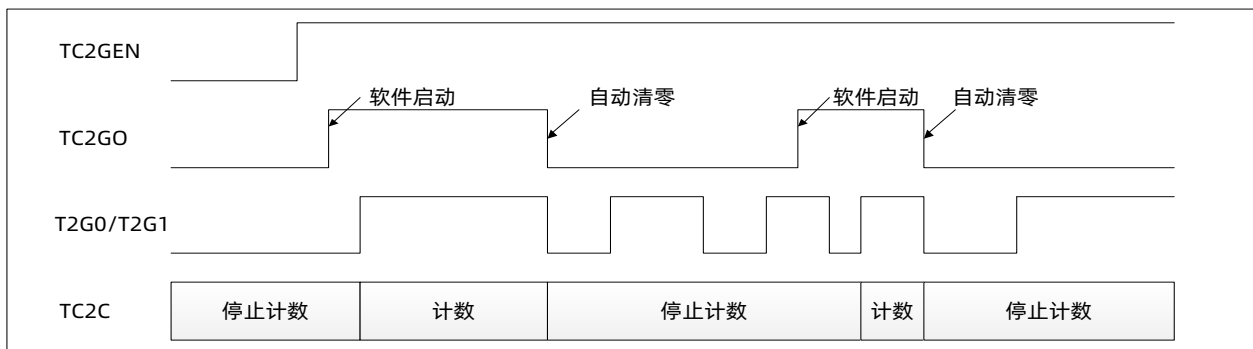 TC2GEN
软件启动 自动清零 软件启动 自动清零
TC2GO
T2G0/T2G1
TC2C 停止计数 计数 停止计数 计数 停止计数